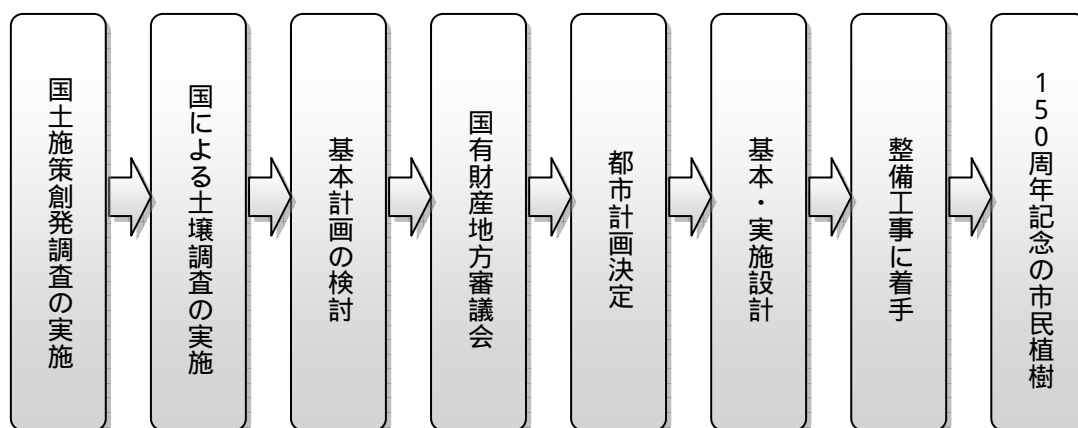 国土施策創発調査の実施
国による土壌調査の実施
基本計画の検討
国有財産地方審議会
都市計画決定
基本・実施設計
整備工事に着手
150周年記念の市民植樹